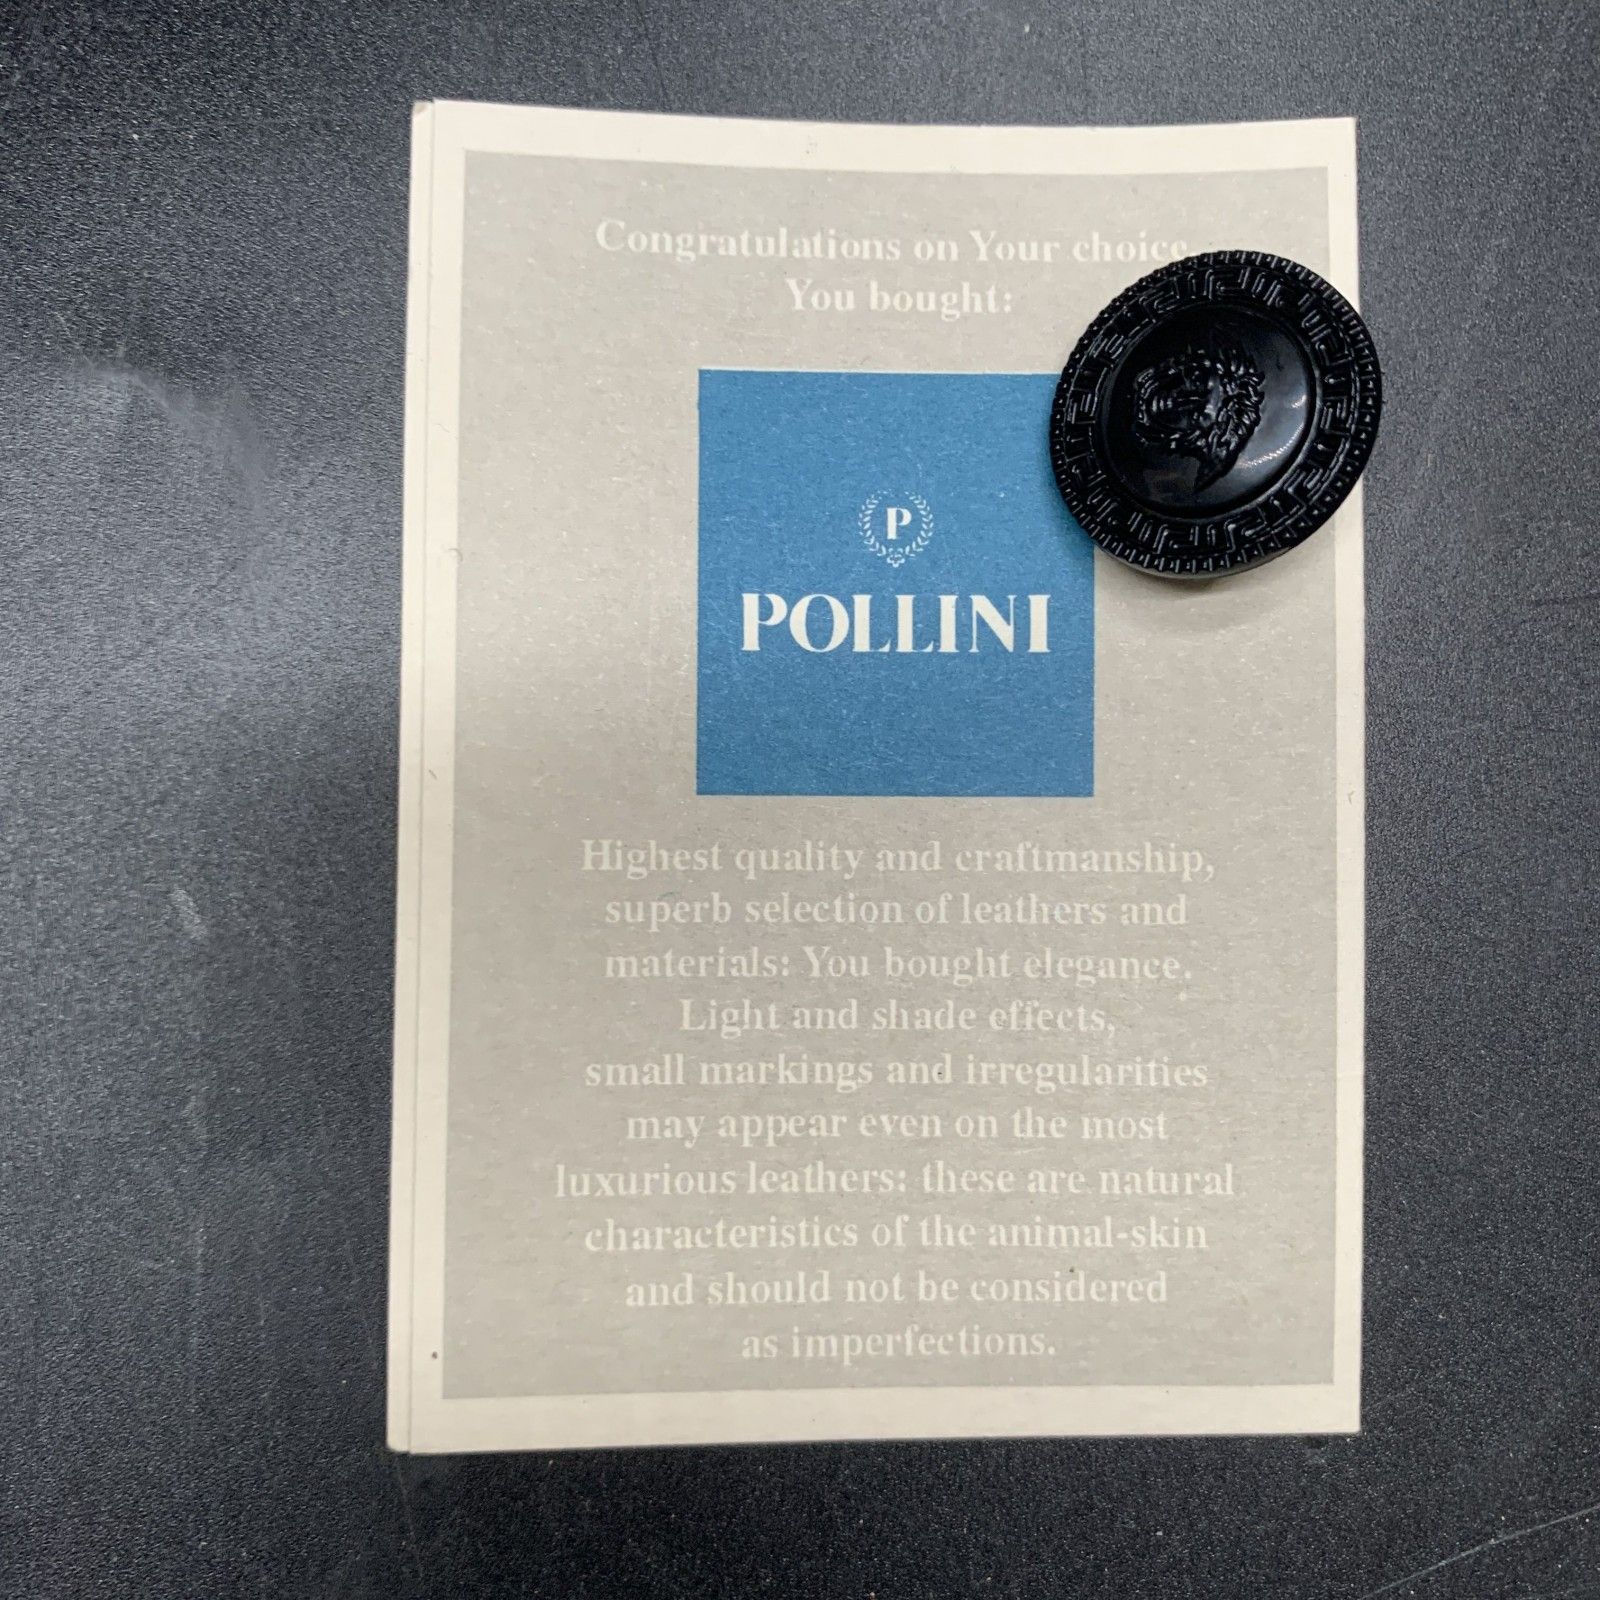 Congratulations on Your choice
You bought:
P
POLLINI
Highest quality and craftmanship,
superb selection of leathers and
materials: You bought elegance.
Light and shade effects,
small markings and irregularities
may appear even on the most
luxurious leathers: these are natural
characteristics of the animal-skin
and should not be considered
as imperfections.